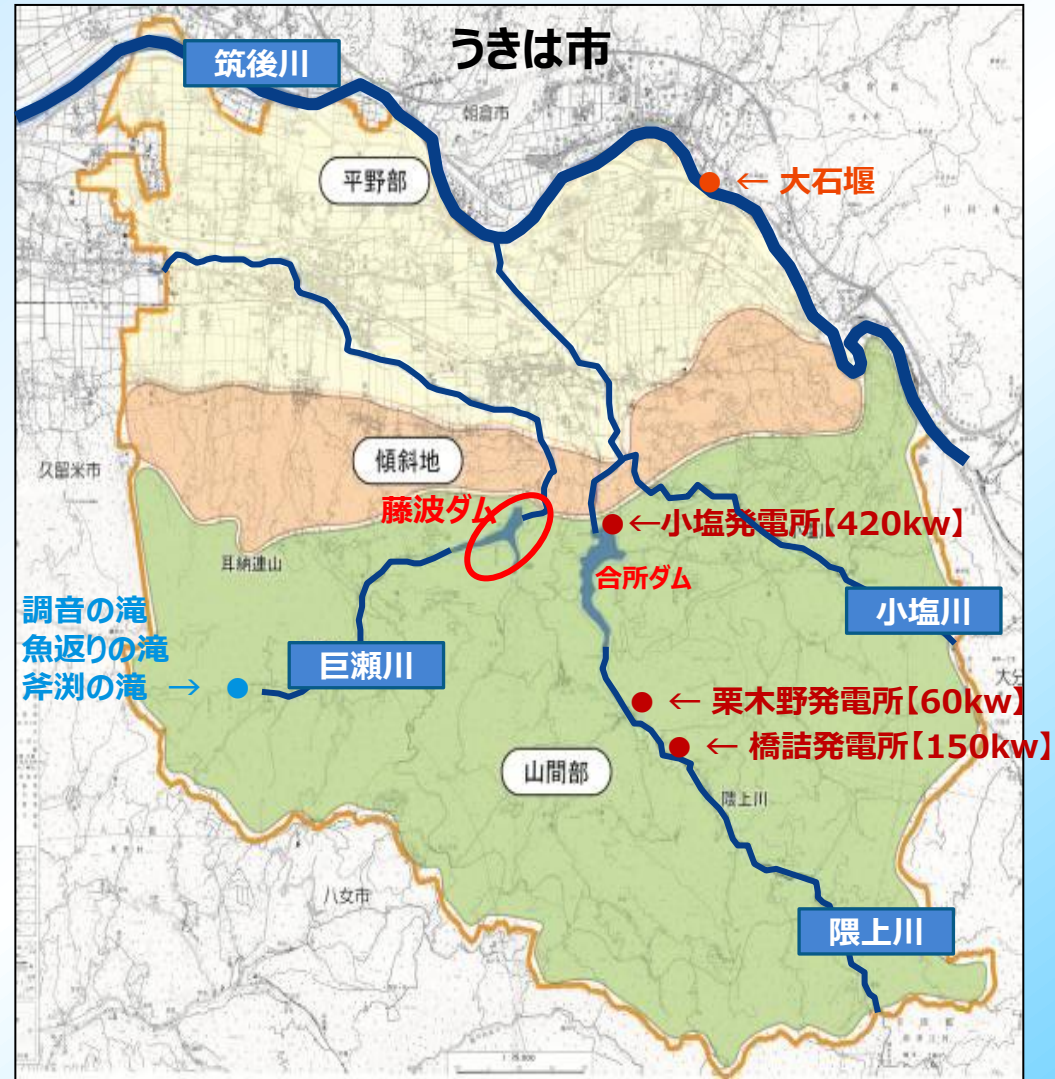 うきは市
筑後川
朝倉市
平野部
← 大石堰
傾斜地
久留米市
藤波ダム
←小塩発電所【420kw】
耳納連山
合所ダム
調音の滝
魚返りの滝
斧渕の滝 →
小塩川
巨瀬川
← 栗木野発電所【60kw】
← 橋詰発電所【150kw】
山間部
隈上川
八女市
隈上川